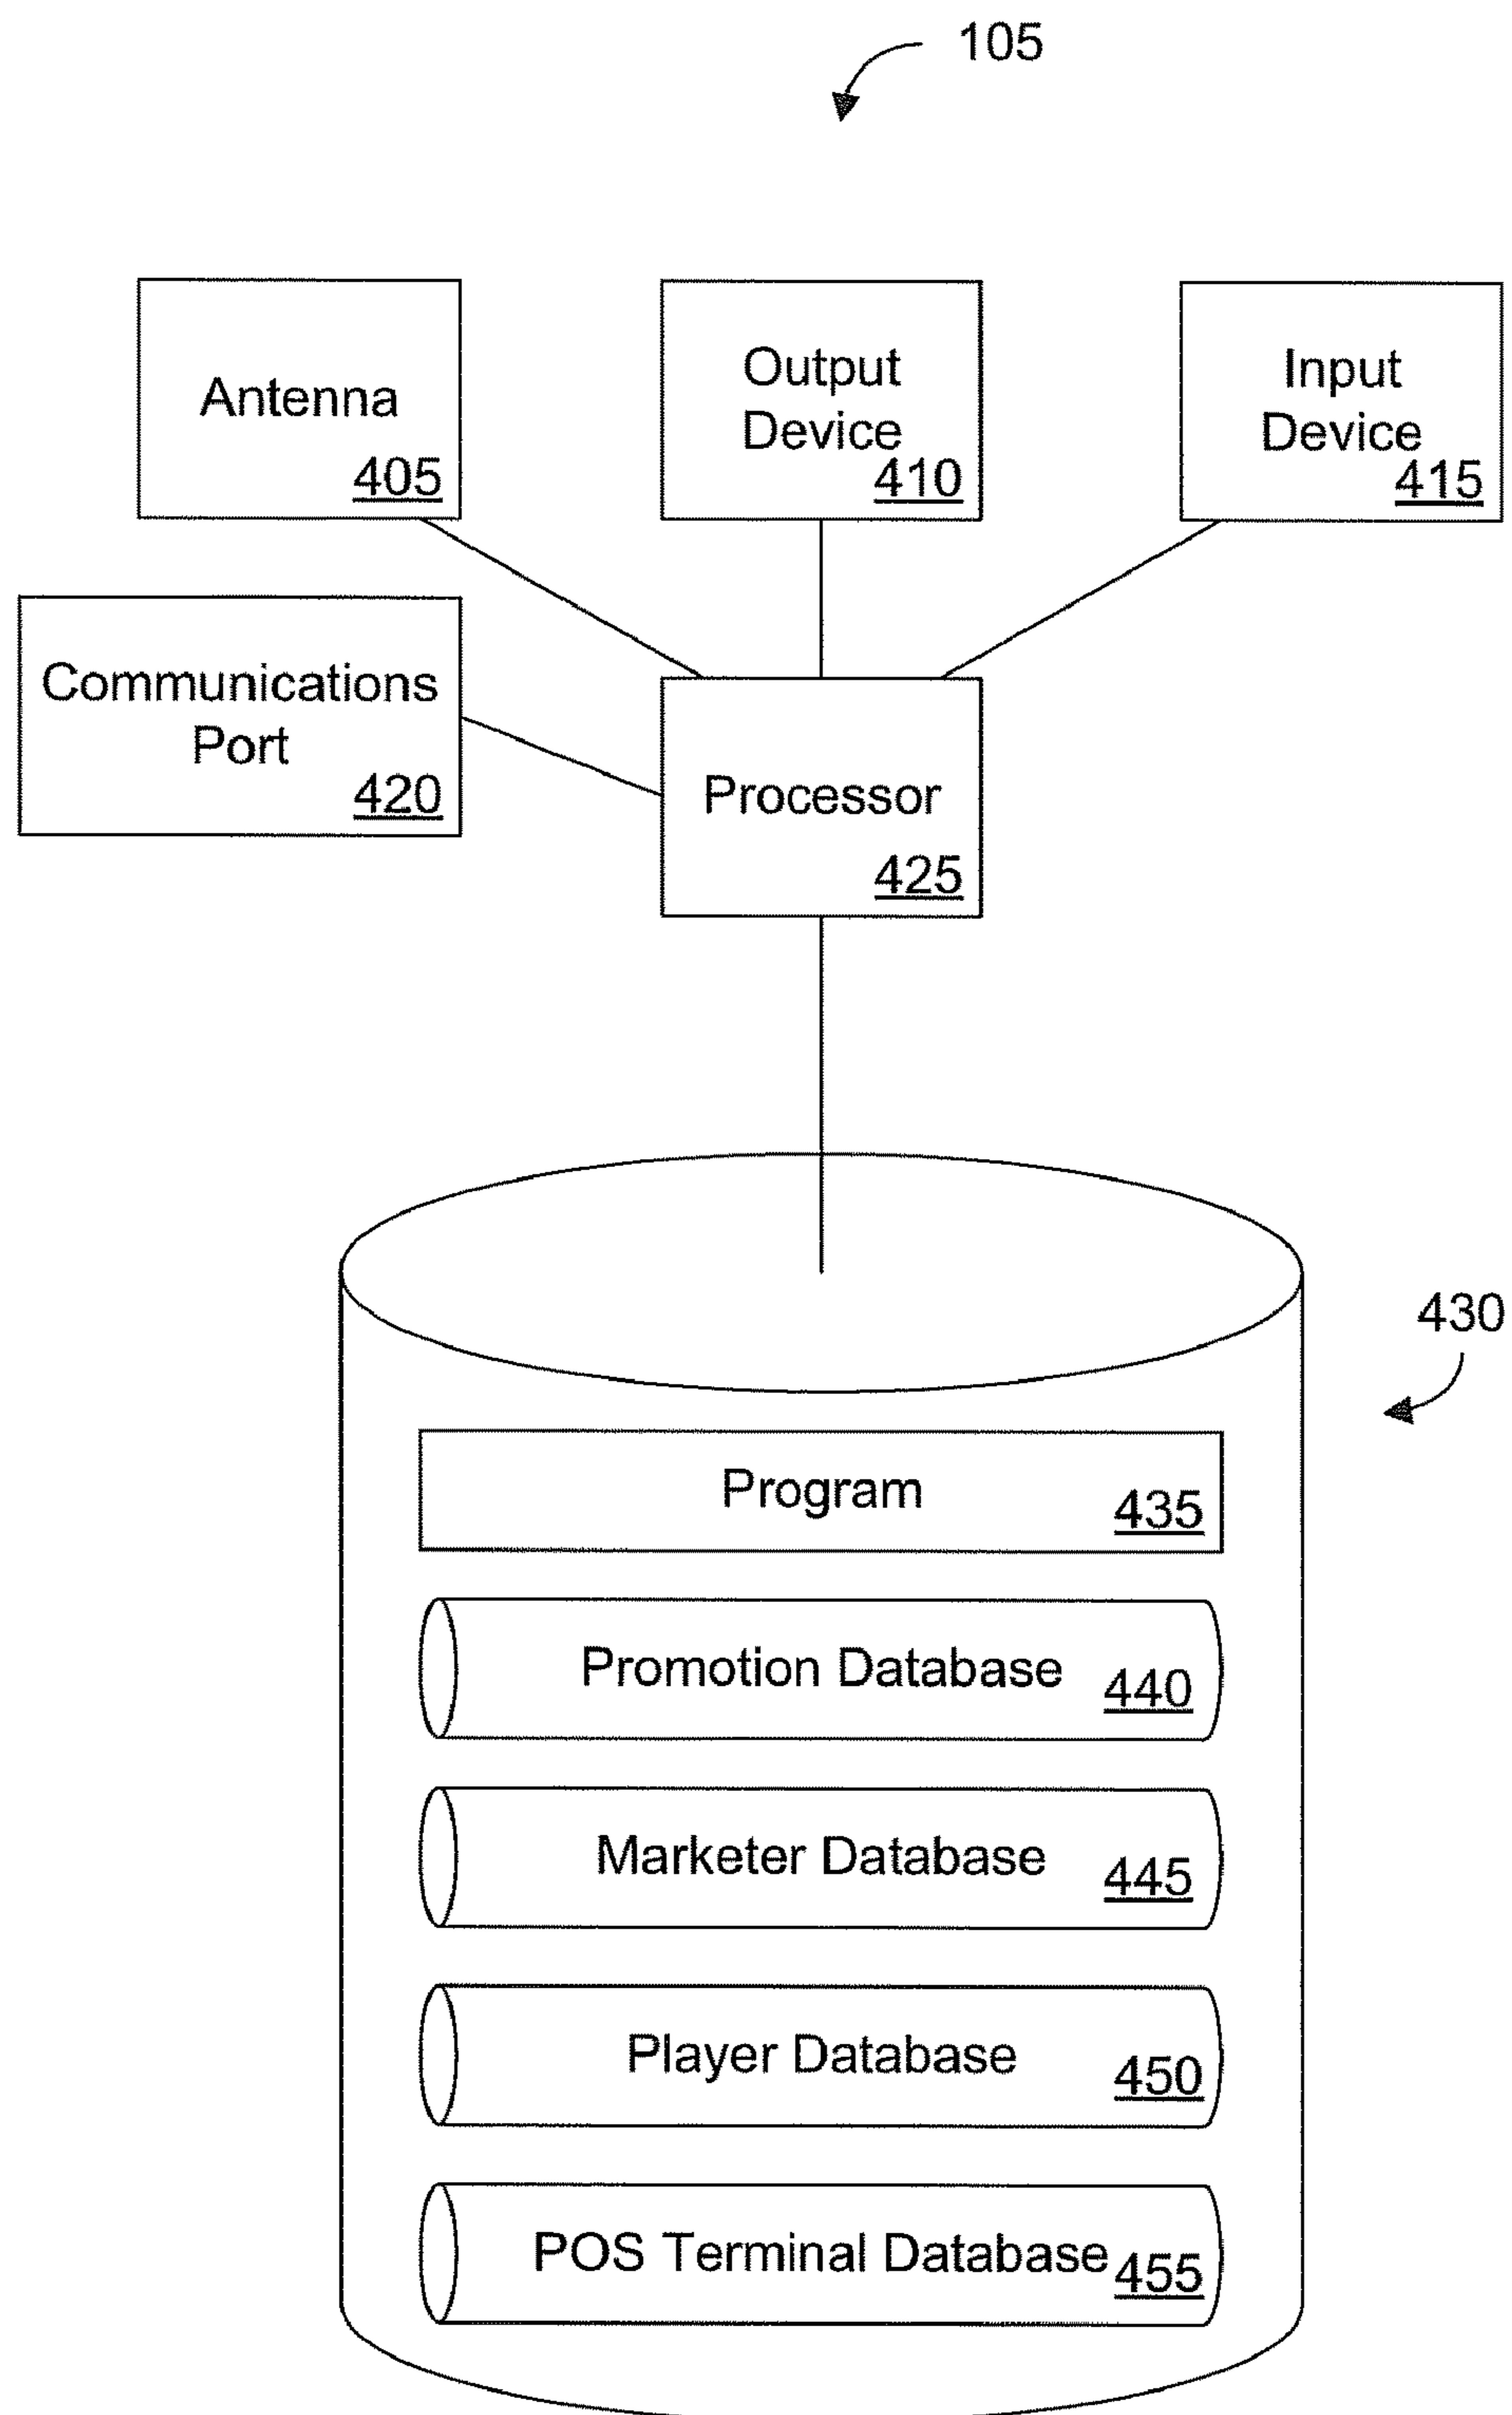 105
Antenna
405
Output
Device
410
Input
Device
415
Communications
Port
420
Processor
425
430
Program
435
Promotion Database
440
Marketer Database
445
Player Database
450
POS Terminal Database
455